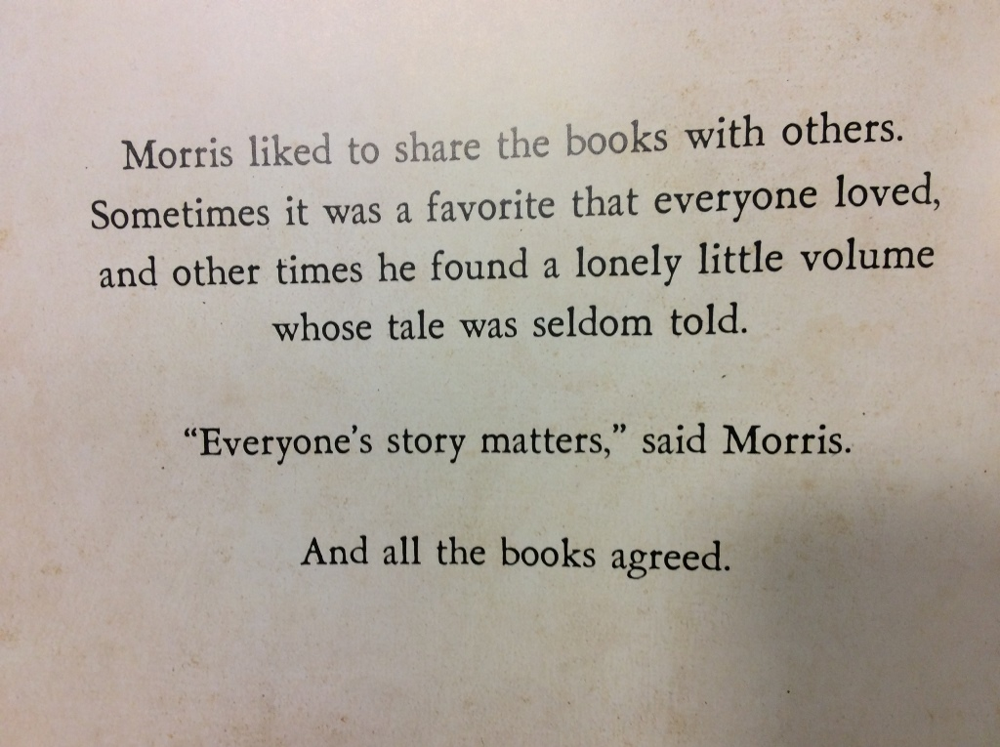 Morris liked to share the books with others.
Sometimes it was a favorite that everyone loved,
and other times he found a lonely little volume
whose tale was seldom told.
“Everyone’s story matters,” said Morris.
And all the books agreed.